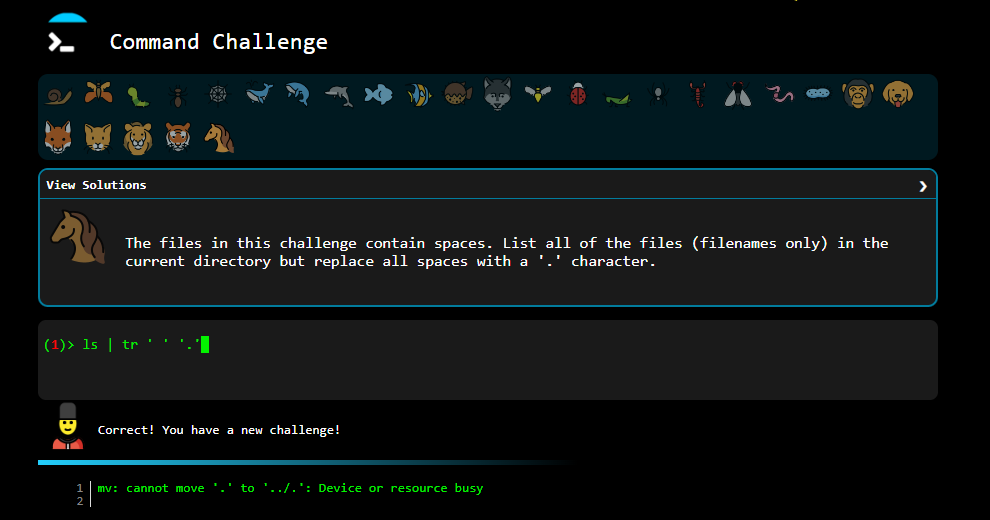 Command Challenge
View Solutions
The files in this challenge contain spaces. List all of the files (filenames only) in the
current directory but replace all spaces with a '.' character.
(1)> ls | tr ' ' '.'
Correct! You have a new challenge!
1 mv: cannot move '.' to '../.': Device or resource busy
2